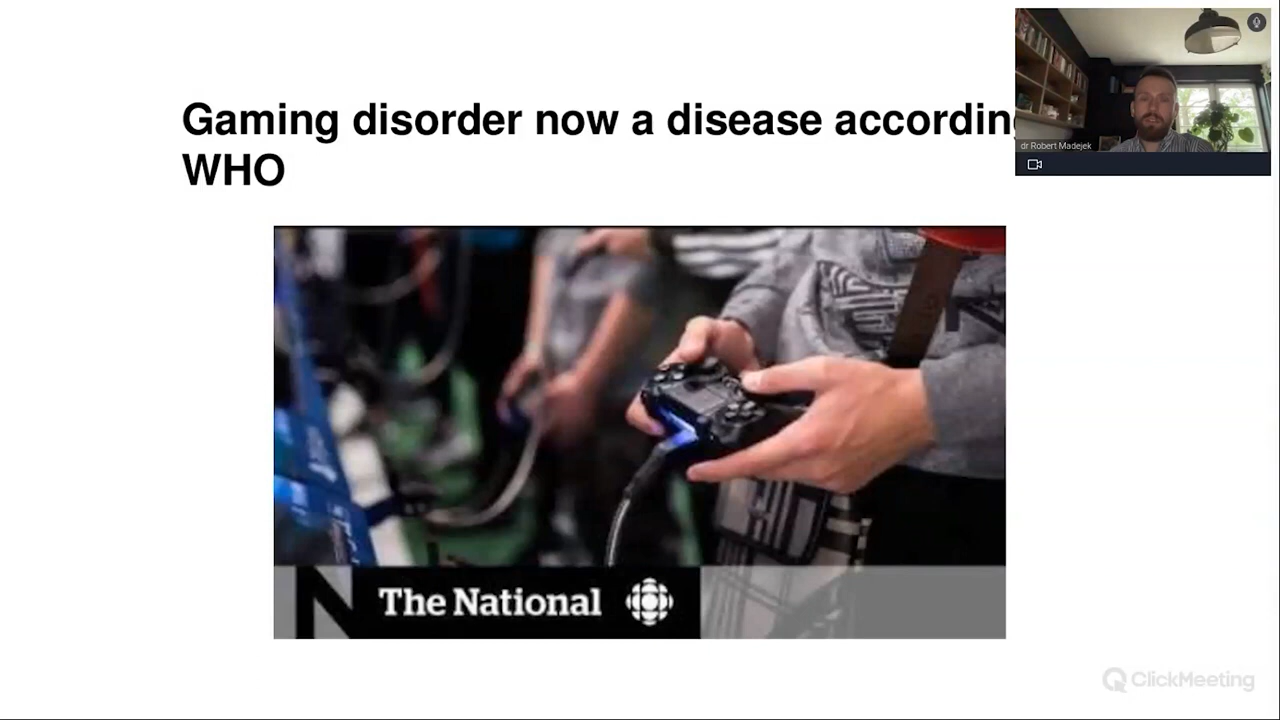 Gaming disorder now a disease accordin
WHO
dr Robert Madejek
The National
ClickMeeting